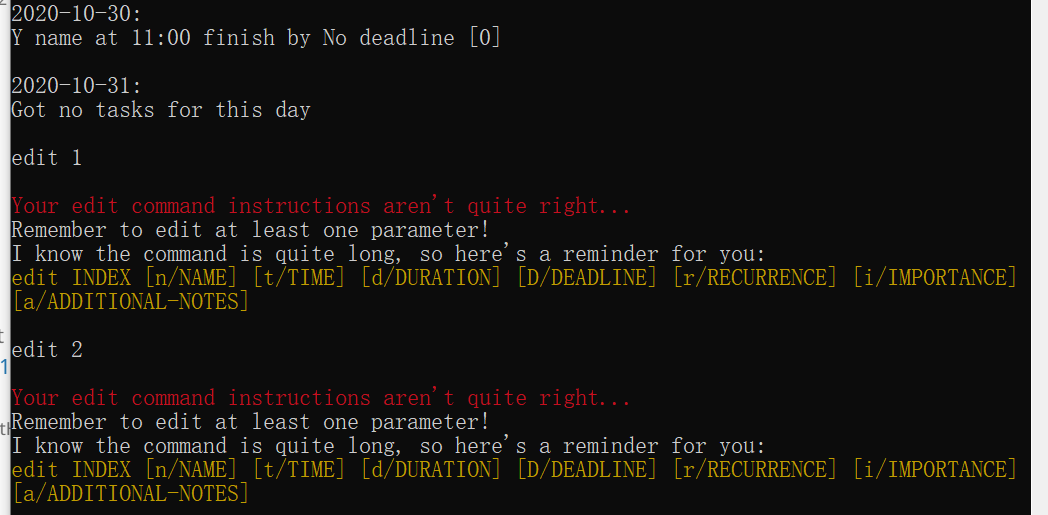 2020-10-30:
Y name at 11:00 finish by No deadline [0]
2020-10-31:
Got no tasks for this day
edit 1
Your edit command instructions aren't quite right...
Remember to edit at least one parameter!
I know the command is quite long, so here's a reminder for you:
edit INDEX [n/NAME] [t/TIME] [d/DURATION] [D/DEADLINE] [r/RECURRENCE] [i/IMPORTANCE]
[a/ADDITIONAL-NOTES]
edit 2
Your edit command instructions aren't quite right...
Remember to edit at least one parameter!
I know the command is quite long, so here's a reminder for you:
edit INDEX [n/NAME] [t/TIME] [d/DURATION] [D/DEADLINE] [r/RECURRENCE] [i/IMPORTANCE]
[a/ADDITIONAL-NOTES]